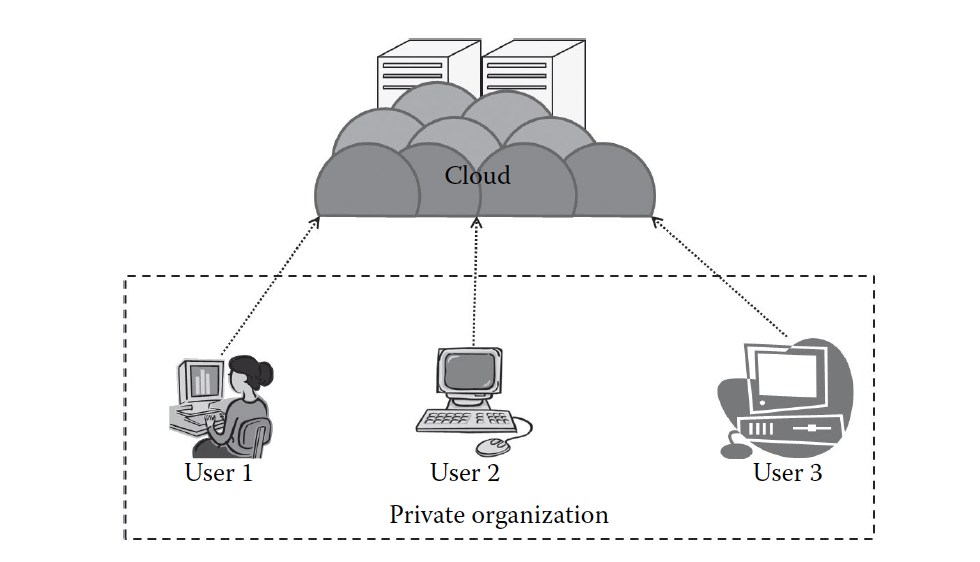 Cloud
User 1
User 2
User 3
Private organization